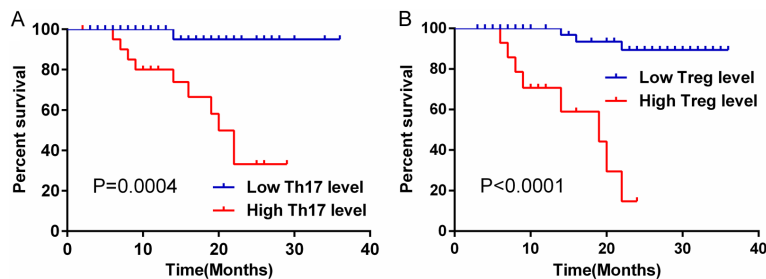 A
100
80
60
40
20
0
Percent survival
P=0.0004
Low Th17 level
High Th17 level
0 10 20 30 40
Time(Months)
B
100
80
60
40
20
0
Percent survival
Low Treg level
High Treg level
P<0.0001
0 10 20 30 40
Time(Months)